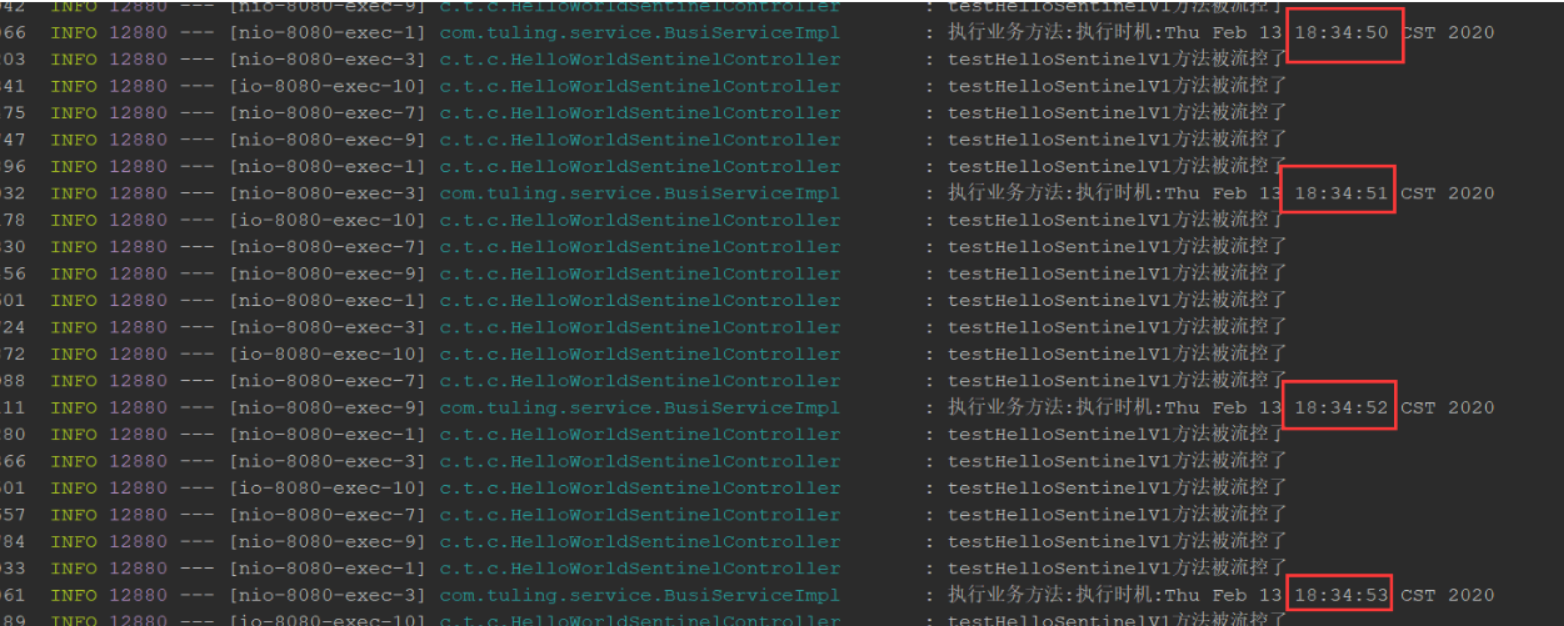 942 INFO 12880 --- [nio-8080-exec-9] c.t.c.HelloWorldSentinelController : testHelloSentinelV1方法被流控了
066 INFO 12880 --- [nio-8080-exec-1] com.tuling.service.BusiServiceImpl : 执行业务方法:执行时机:Thu Feb 13 18:34:50 CST 2020
203 INFO 12880 --- [nio-8080-exec-3] c.t.c.HelloWorldSentinelController : testHelloSentinelV1方法被流控了
341 INFO 12880 --- [io-8080-exec-10] c.t.c.HelloWorldSentinelController : testHelloSentinelV1方法被流控了
475 INFO 12880 --- [nio-8080-exec-7] c.t.c.HelloWorldSentinelController : testHelloSentinelV1方法被流控了
747 INFO 12880 --- [nio-8080-exec-9] c.t.c.HelloWorldSentinelController : testHelloSentinelV1方法被流控了
896 INFO 12880 --- [nio-8080-exec-1] c.t.c.HelloWorldSentinelController : testHelloSentinelV1方法被流控了
032 INFO 12880 --- [nio-8080-exec-3] com.tuling.service.BusiServiceImpl : 执行业务方法:执行时机:Thu Feb 13 18:34:51 CST 2020
178 INFO 12880 --- [io-8080-exec-10] c.t.c.HelloWorldSentinelController : testHelloSentinelV1方法被流控了
330 INFO 12880 --- [nio-8080-exec-7] c.t.c.HelloWorldSentinelController : testHelloSentinelV1方法被流控了
INFO 12880 --- [nio-8080-exec-9] c.t.c.HelloWorldSentinelController : testHelloSentinelV1方法被流控了
INFO 12880 --- [nio-8080-exec-1] c.t.c.HelloWorldSentinelController : testHelloSentinelV1方法被流控了
724 INFO 12880 --- [nio-8080-exec-3] c.t.c.HelloWorldSentinelController : testHelloSentinelV1方法被流控了
872 INFO 12880 --- [io-8080-exec-10] c.t.c.HelloWorldSentinelController : testHelloSentinelV1方法被流控了
988 INFO 12880 --- [nio-8080-exec-7] c.t.c.HelloWorldSentinelController : testHelloSentinelV1方法被流控了
111 INFO 12880 --- [nio-8080-exec-9] com.tuling.service.BusiServiceImpl : 执行业务方法:执行时机:Thu Feb 13 18:34:52 CST 2020
280 INFO 12880 --- [nio-8080-exec-1] c.t.c.HelloWorldSentinelController : testHelloSentinelV1方法被流控了
366 INFO 12880 --- [nio-8080-exec-3] c.t.c.HelloWorldSentinelController : testHelloSentinelV1方法被流控了
INFO 12880 --- [io-8080-exec-10] c.t.c.HelloWorldSentinelController : testHelloSentinelV1方法被流控了
INFO 12880 --- [nio-8080-exec-7] c.t.c.HelloWorldSentinelController : testHelloSentinelV1方法被流控了
784 INFO 12880 --- [nio-8080-exec-9] c.t.c.HelloWorldSentinelController : testHelloSentinelV1方法被流控了
933 INFO 12880 --- [nio-8080-exec-1] c.t.c.HelloWorldSentinelController : testHelloSentinelV1方法被流控了
061 INFO 12880 --- [nio-8080-exec-3] com.tuling.service.BusiServiceImpl : 执行业务方法:执行时机:Thu Feb 13 18:34:53 CST 2020
189 INFO 12880 --- [io-8080-exec-10] c.t.c.HelloWorldSentinelController : testHelloSentinelV1方法被流控了